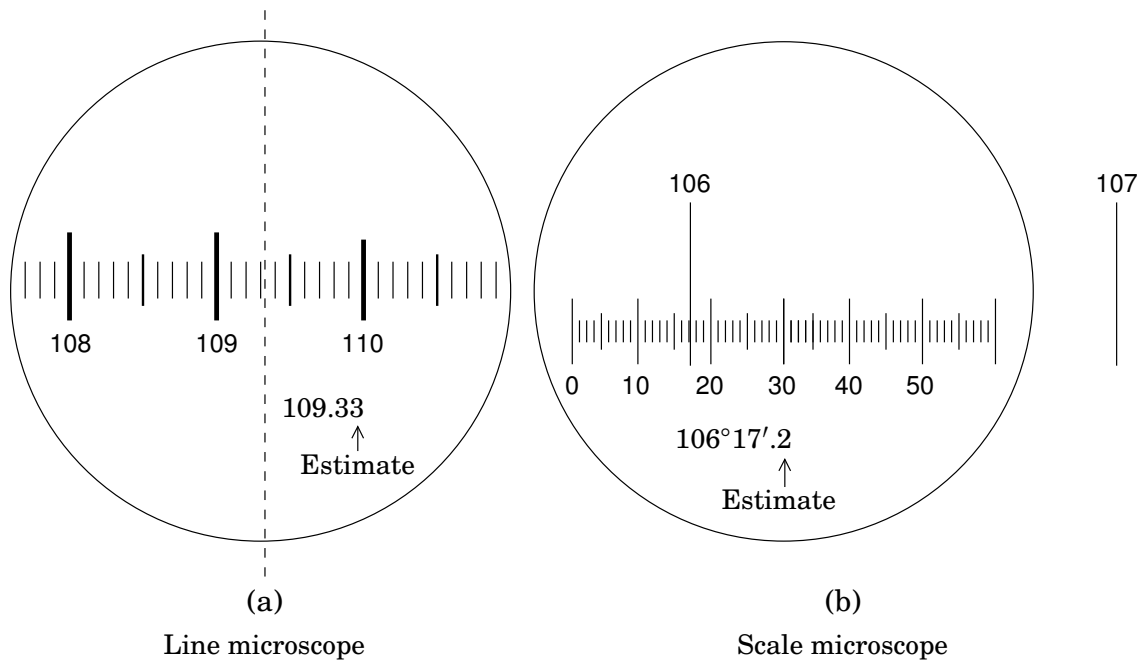 108 109 110
109.33
Estimate
(a)
Line microscope
106 107
0 10 20 30 40 50
106°17′.2
Estimate
(b)
Scale microscope